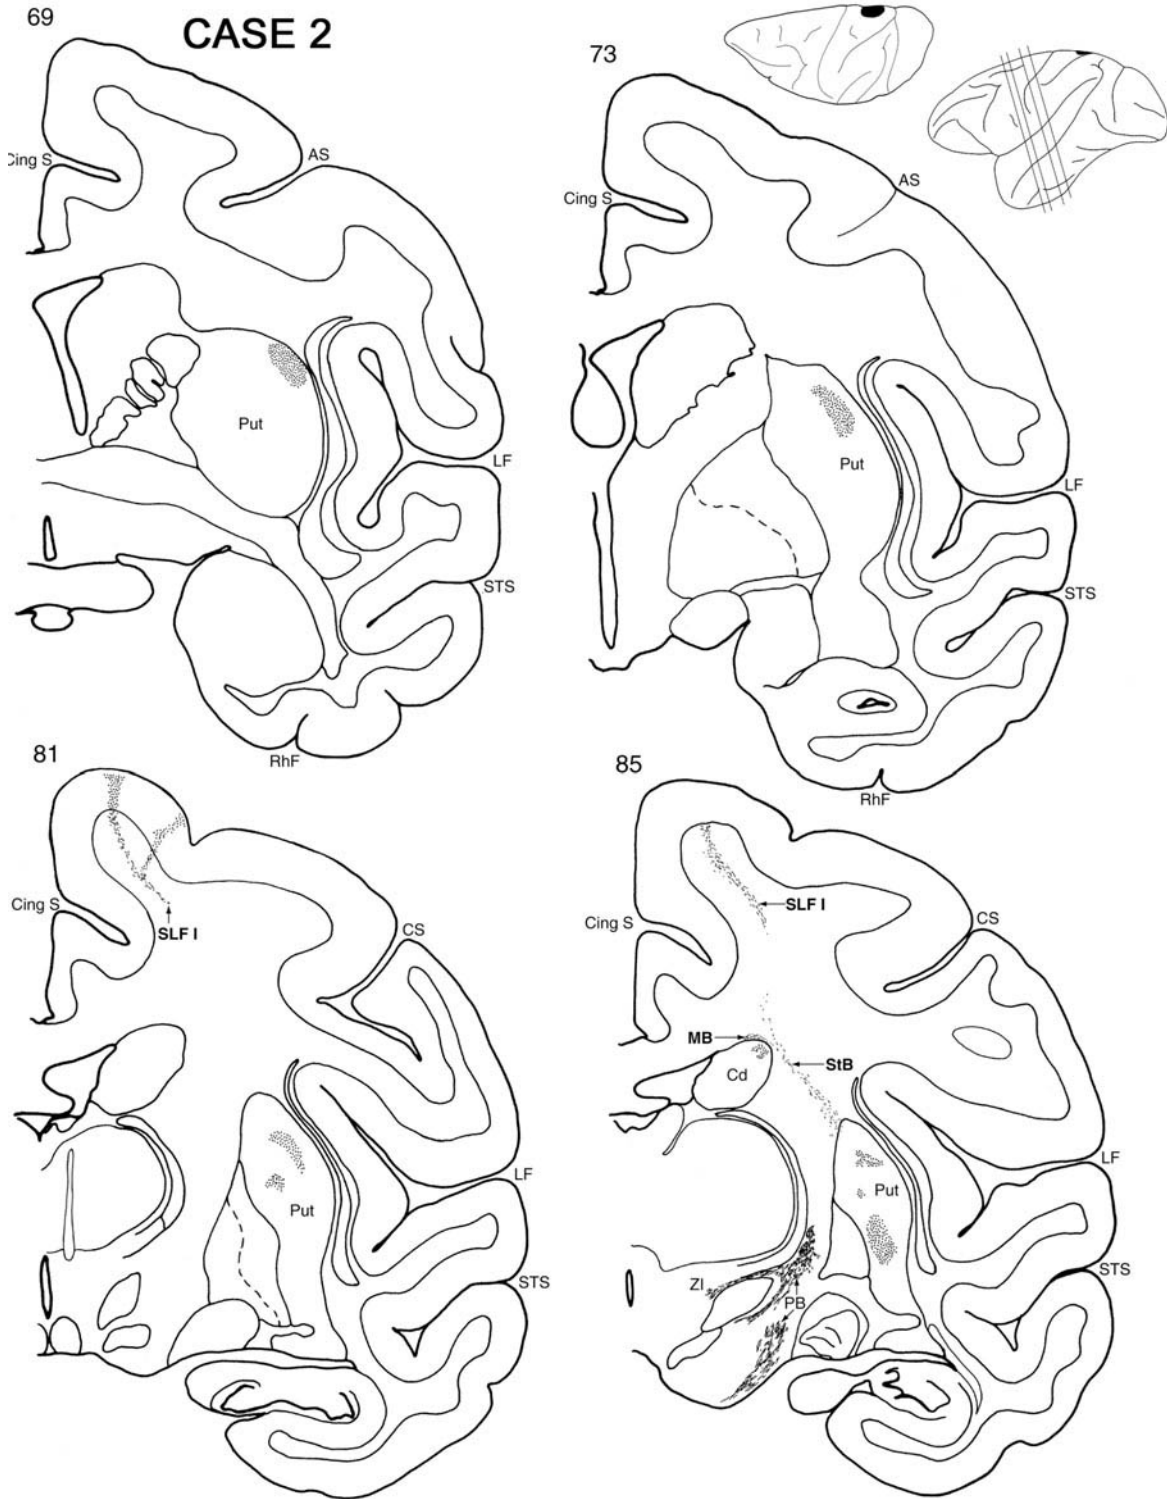 69
CASE 2
73
AS
Cing S
AS
Cing S
Put
Put
LF
LF
STS
STS
RhF
81
85
RhF
SLF I
Cing S
SLF I
CS
Cing S
CS
MB
StB
Cd
LF
LF
Put
Put
STS
STS
ZI
PB